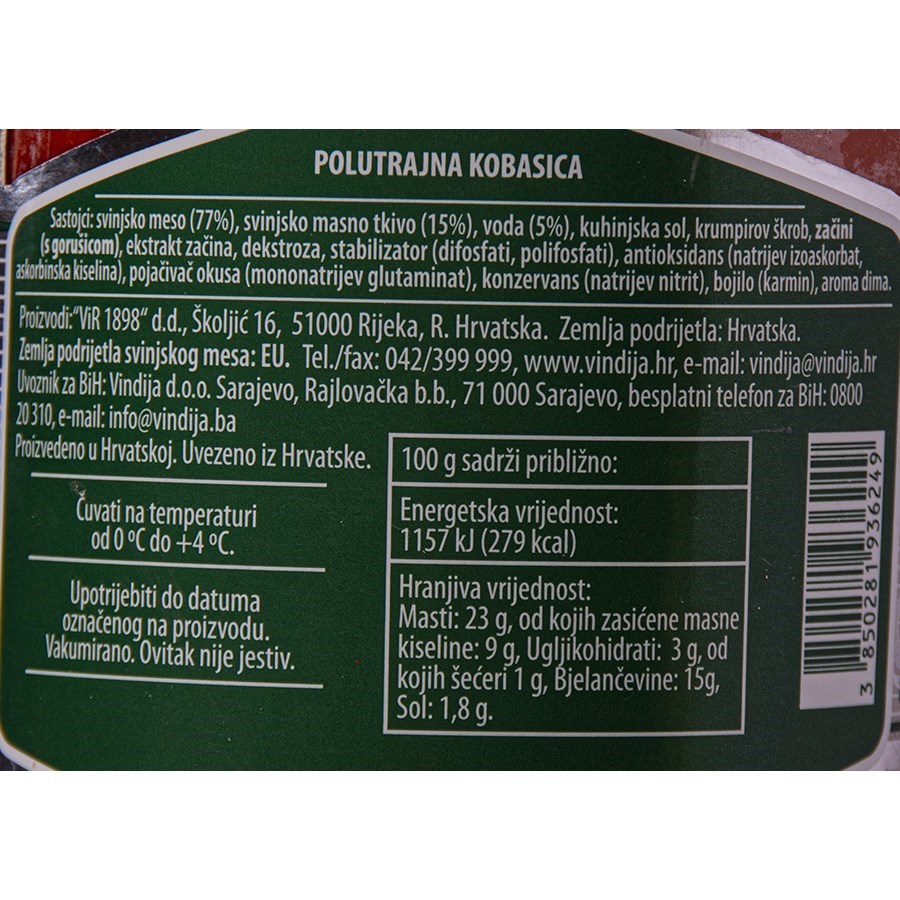 POLUTRAJNA KOBASICA
Sastojci: svinjsko meso (77%), svinjsko masno tkivo (15%), voda (5%), kuhinjska sol, krumpirov škrob, začini
(s gorušicom), ekstrakt začina, dekstroza, stabilizator (difosfati, polifosfati), antioksidans (natrijev izoaskorbat,
askorbinska kiselina), pojačivač okusa (mononatrijev glutaminat), konzervans (natrijev nitrit), bojilo (karmin), aroma dima.
Proizvodi:"ViR 1898" d.d., Školjić 16, 51000 Rijeka, R. Hrvatska. Zemlja podrijetla: Hrvatska.
Zemlja podrijetla svinjskog mesa: EU. Tel./fax: 042/399 999, www.vindija.hr, e-mail: vindija@vindija.hr
Uvoznik za BiH: Vindija d.o.o. Sarajevo, Rajlovačka b.b., 71 000 Sarajevo, besplatni telefon za BiH: 0800
20 310, e-mail: info@vindija.ba
Proizvedeno u Hrvatskoj. Uvezeno iz Hrvatske.
Čuvati na temperaturi
od 0 ºC do +4 ºC.
Upotrijebiti do datuma
označenog na proizvodu.
Vakumirano. Ovitak nije jestiv.
100 g sadrži približno:
Energetska vrijednost:
1157 kJ (279 kcal)
Hranjiva vrijednost:
Masti: 23 g, od kojih zasićene masne
kiseline: 9 g, Ugljikohidrati: 3 g, od
kojih šećeri 1 g, Bjelančevine: 15g,
Sol: 1,8 g.
3 850281 936249